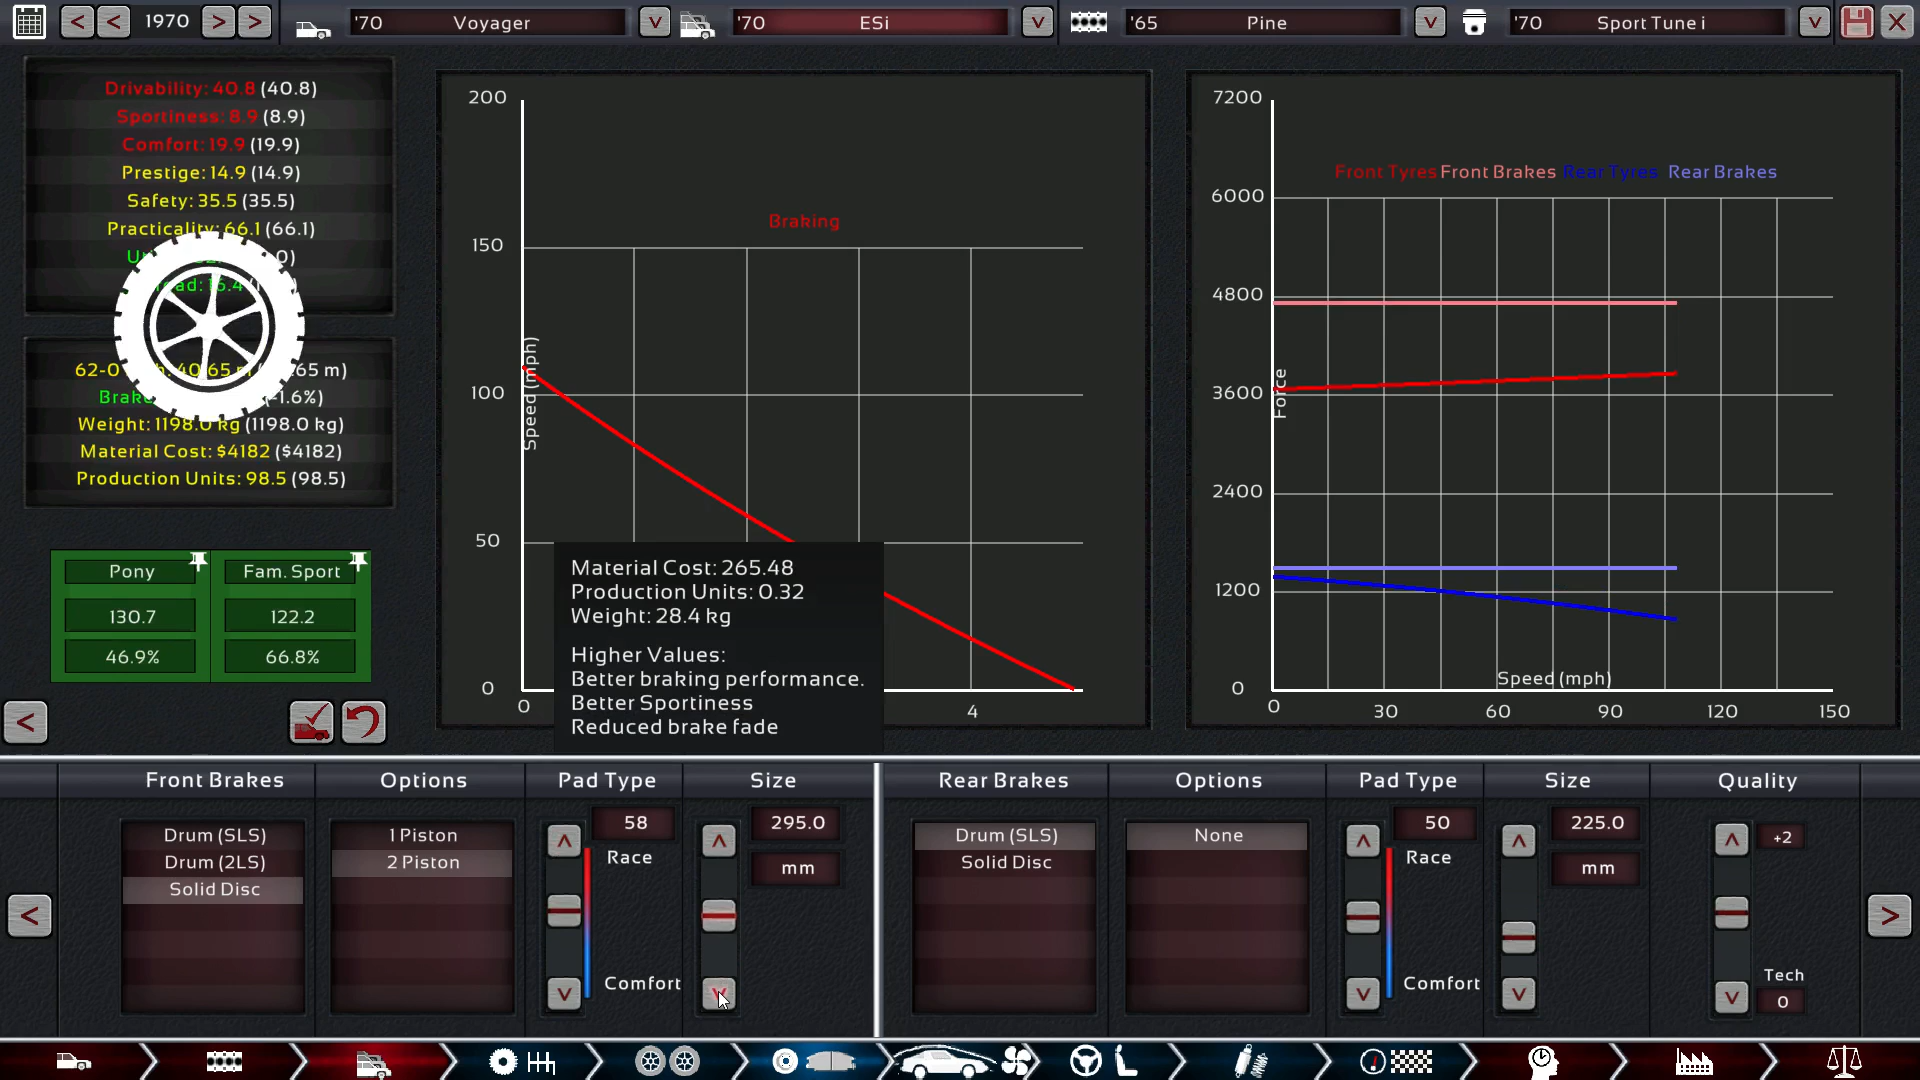 1970
'70 Voyager
'70 ESi
'65 Pine
'70 Sport Tune i
Drivability: 40.8 (40.8)
Sportiness: 8.9 (8.9)
Comfort: 19.9 (19.9)
Prestige: 14.9 (14.9)
Safety: 35.5 (35.5)
Practicality: 66.1 (66.1)
Weight: 1198.0 kg (1198.0 kg)
Material Cost: $4182 ($4182)
Production Units: 98.5 (98.5)
Pony
130.7
46.9%
Fam. Sport
122.2
66.8%
200
150
100
50
0
Speed (mph)
Braking
0
4
Material Cost: 265.48
Production Units: 0.32
Weight: 28.4 kg
Higher Values:
Better braking performance.
Better Sportiness
Reduced brake fade
7200
6000
4800
3600
2400
1200
0
Force
Front Tyres Front Brakes Rear Tyres Rear Brakes
Speed (mph)
0 30 60 90 120 150
Front Brakes
Drum (SLS)
Drum (2LS)
Solid Disc
Options
1 Piston
2 Piston
Pad Type
58
Race
Comfort
Size
295.0
mm
Rear Brakes
Drum (SLS)
Solid Disc
Options
None
Pad Type
50
Race
Comfort
Size
225.0
mm
Quality
+2
Tech
0